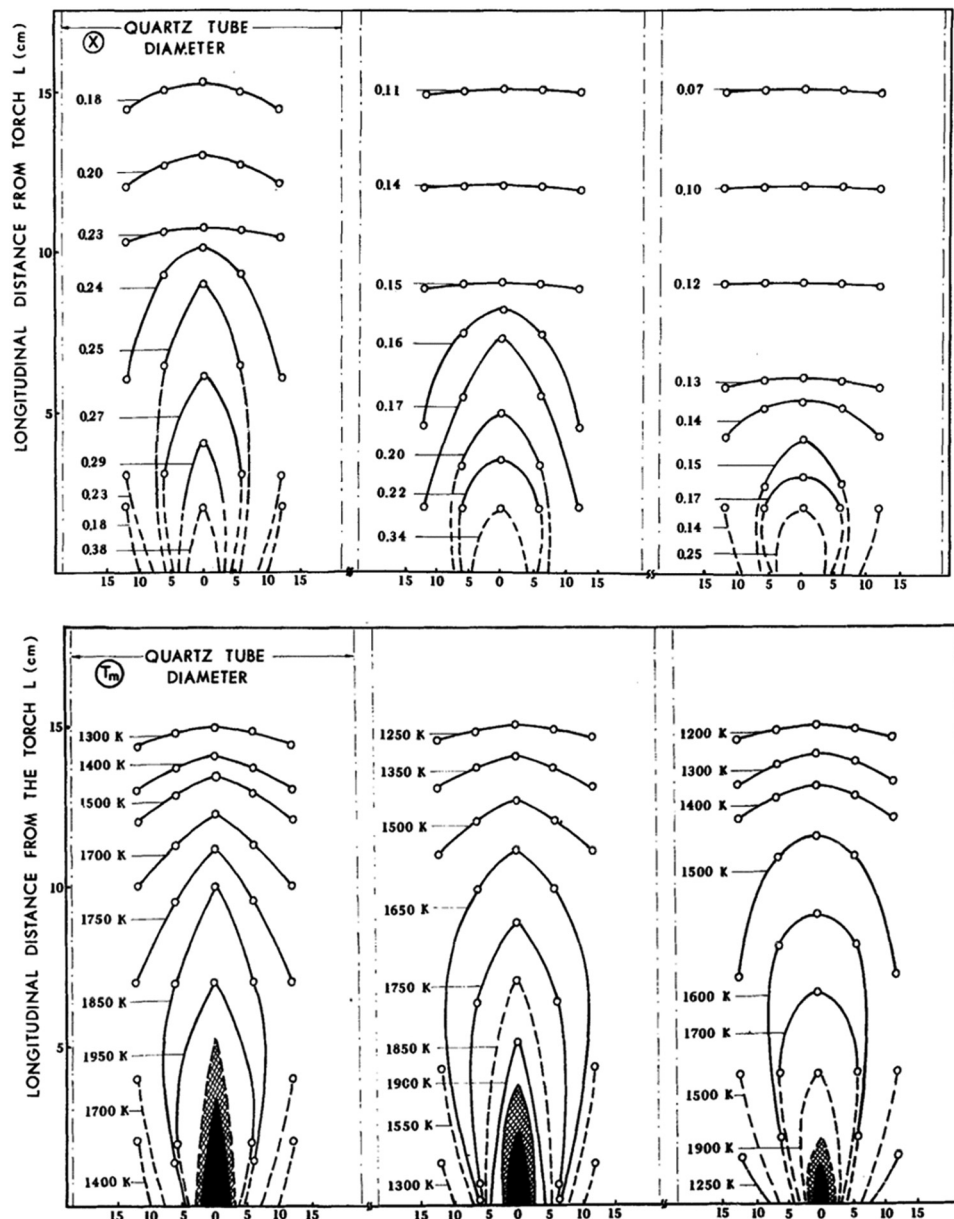 LONGITUDINAL DISTANCE FROM TORCH L (cm)
QUARTZ TUBE
DIAMETER
X
15
10
5
0.18
0.20
0.23
0.24
0.25
0.27
0.29
0.23
0.18
0.38
0.11
0.14
0.15
0.16
0.17
0.20
0.22
0.34
0.07
0.10
0.12
0.13
0.14
0.15
0.17
0.14
0.25
15 10 5 0 5 10 15
15 10 5 0 5 10 15
15 10 5 0 5 10 15
LONGITUDINAL DISTANCE FROM THE TORCH L (cm)
QUARTZ TUBE
DIAMETER
Tm
15
10
5
1300 K
1400 K
1500 K
1700 K
1750 K
1850 K
1950 K
1700 K
1400 K
1250 K
1350 K
1500 K
1650 K
1750 K
1850 K
1900 K
1550 K
1300 K
1200 K
1300 K
1400 K
1500 K
1600 K
1700 K
1500 K
1900 K
1250 K
15 10 5 0 5 10 15
15 10 5 0 5 10 15
15 10 5 0 5 10 15